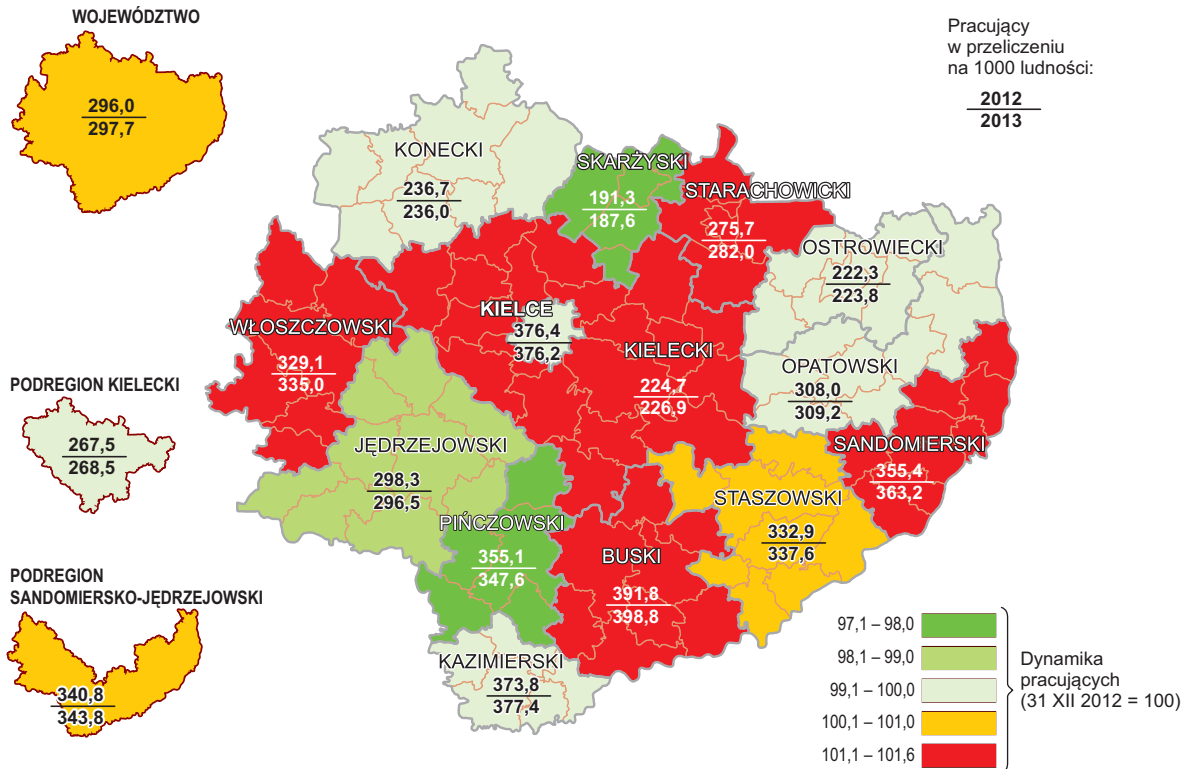 WOJEWÓDZTWO
296,0
297,7
PODREGION KIELECKI
267,5
268,5
PODREGION
SANDOMIERSKO-JĘDRZEJOWSKI
340,8
343,8
Pracujący
w przeliczeniu
na 1000 ludności:
2012
2013
KONECKI
236,7
236,0
SKARŻYSKI
191,3
187,6
STARACHOWICKI
275,7
282,0
OSTROWIECKI
222,3
223,8
WŁOSZCZOWSKI
329,1
335,0
KIELCE
376,4
376,2
KIELECKI
224,7
226,9
OPATOWSKI
308,0
309,2
SANDOMIERSKI
355,4
363,2
JĘDRZEJOWSKI
298,3
296,5
STASZOWSKI
332,9
337,6
PIŃCZOWSKI
355,1
347,6
BUSKI
391,8
398,8
KAZIMIERSKI
373,8
377,4
97,1 – 98,0
98,1 – 99,0
99,1 – 100,0
100,1 – 101,0
101,1 – 101,6
Dynamika
pracujących
(31 XII 2012 = 100)